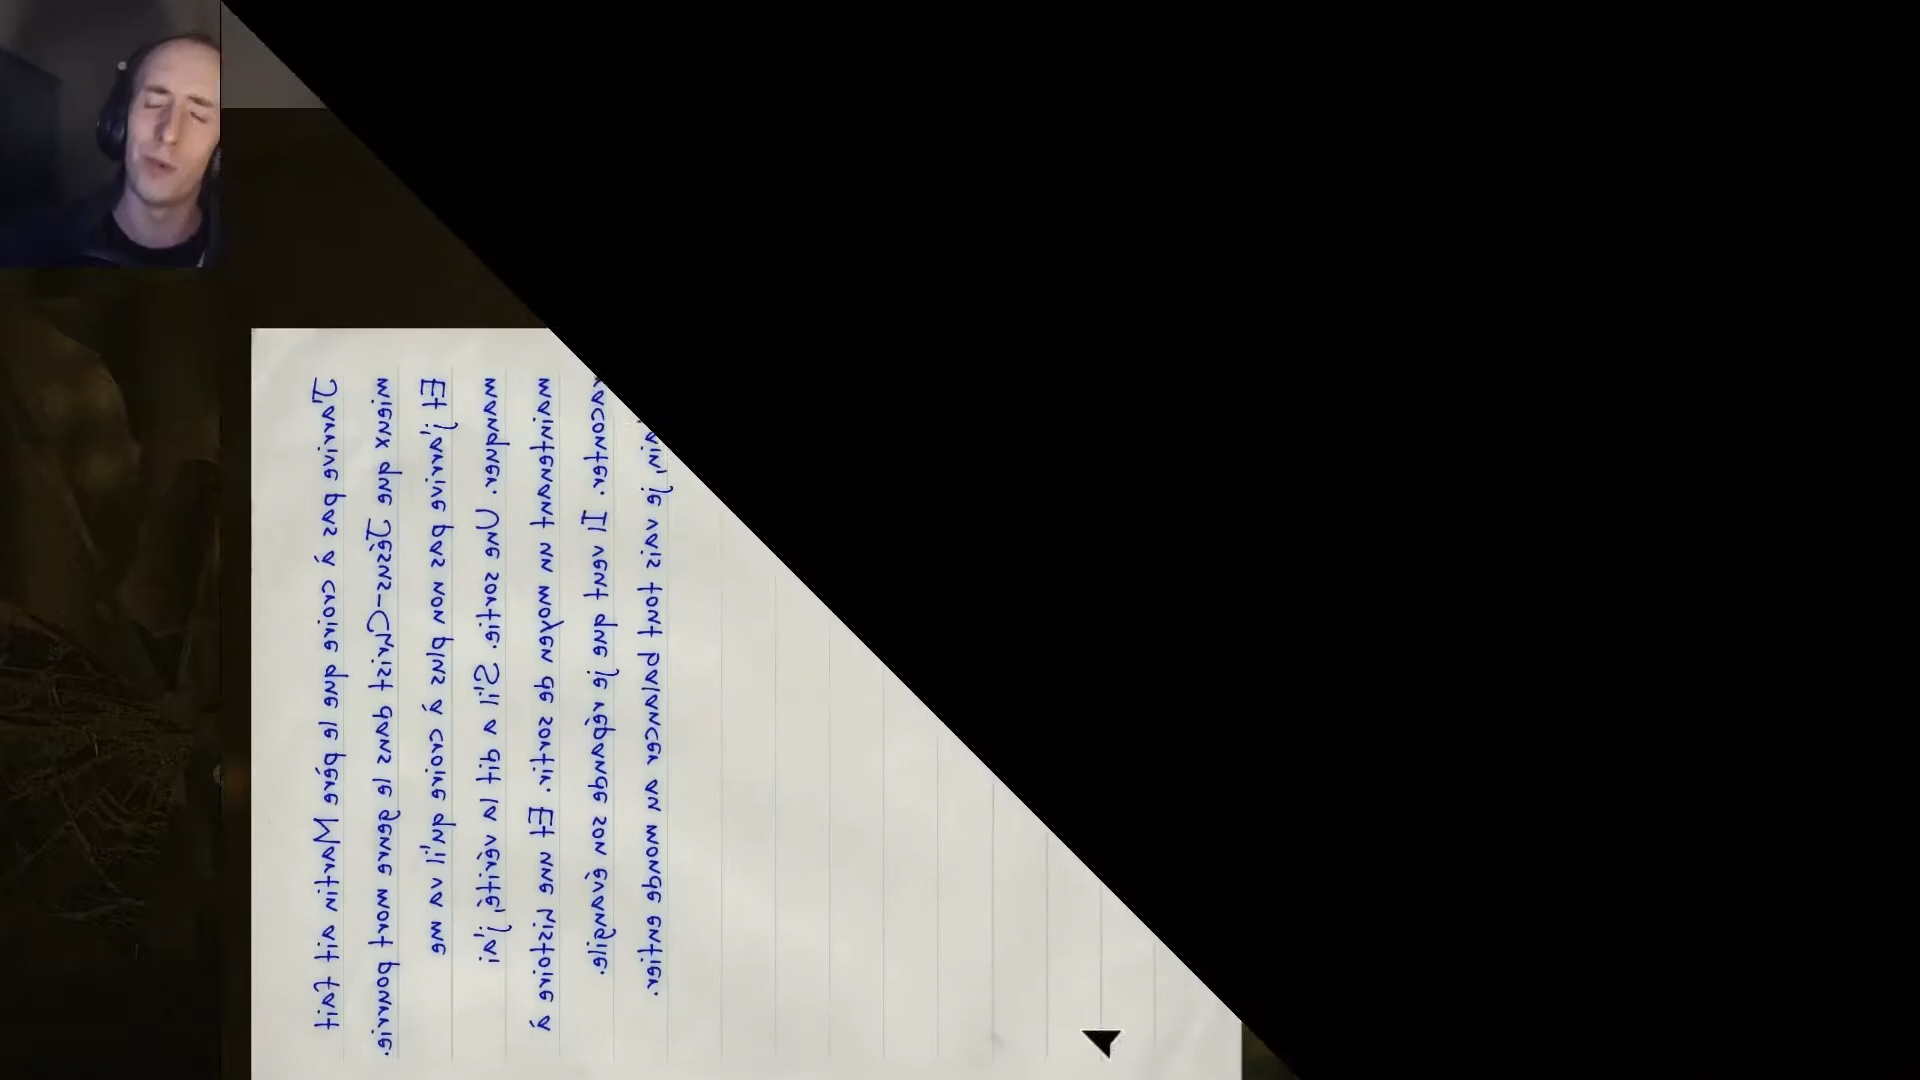 J'arrive pas à croire que le père Martin ait fait
mieux que Jésus-Christ dans le genre mort pourrie.
Et j'arrive pas non plus à croire qu'il va me
manquer. Une sortie. S'il a dit la vérité, j'ai
maintenant un moyen de sortir. Et une histoire à
raconter. Il veut que je répande son évangile.
je vais tout balancer au monde entier.